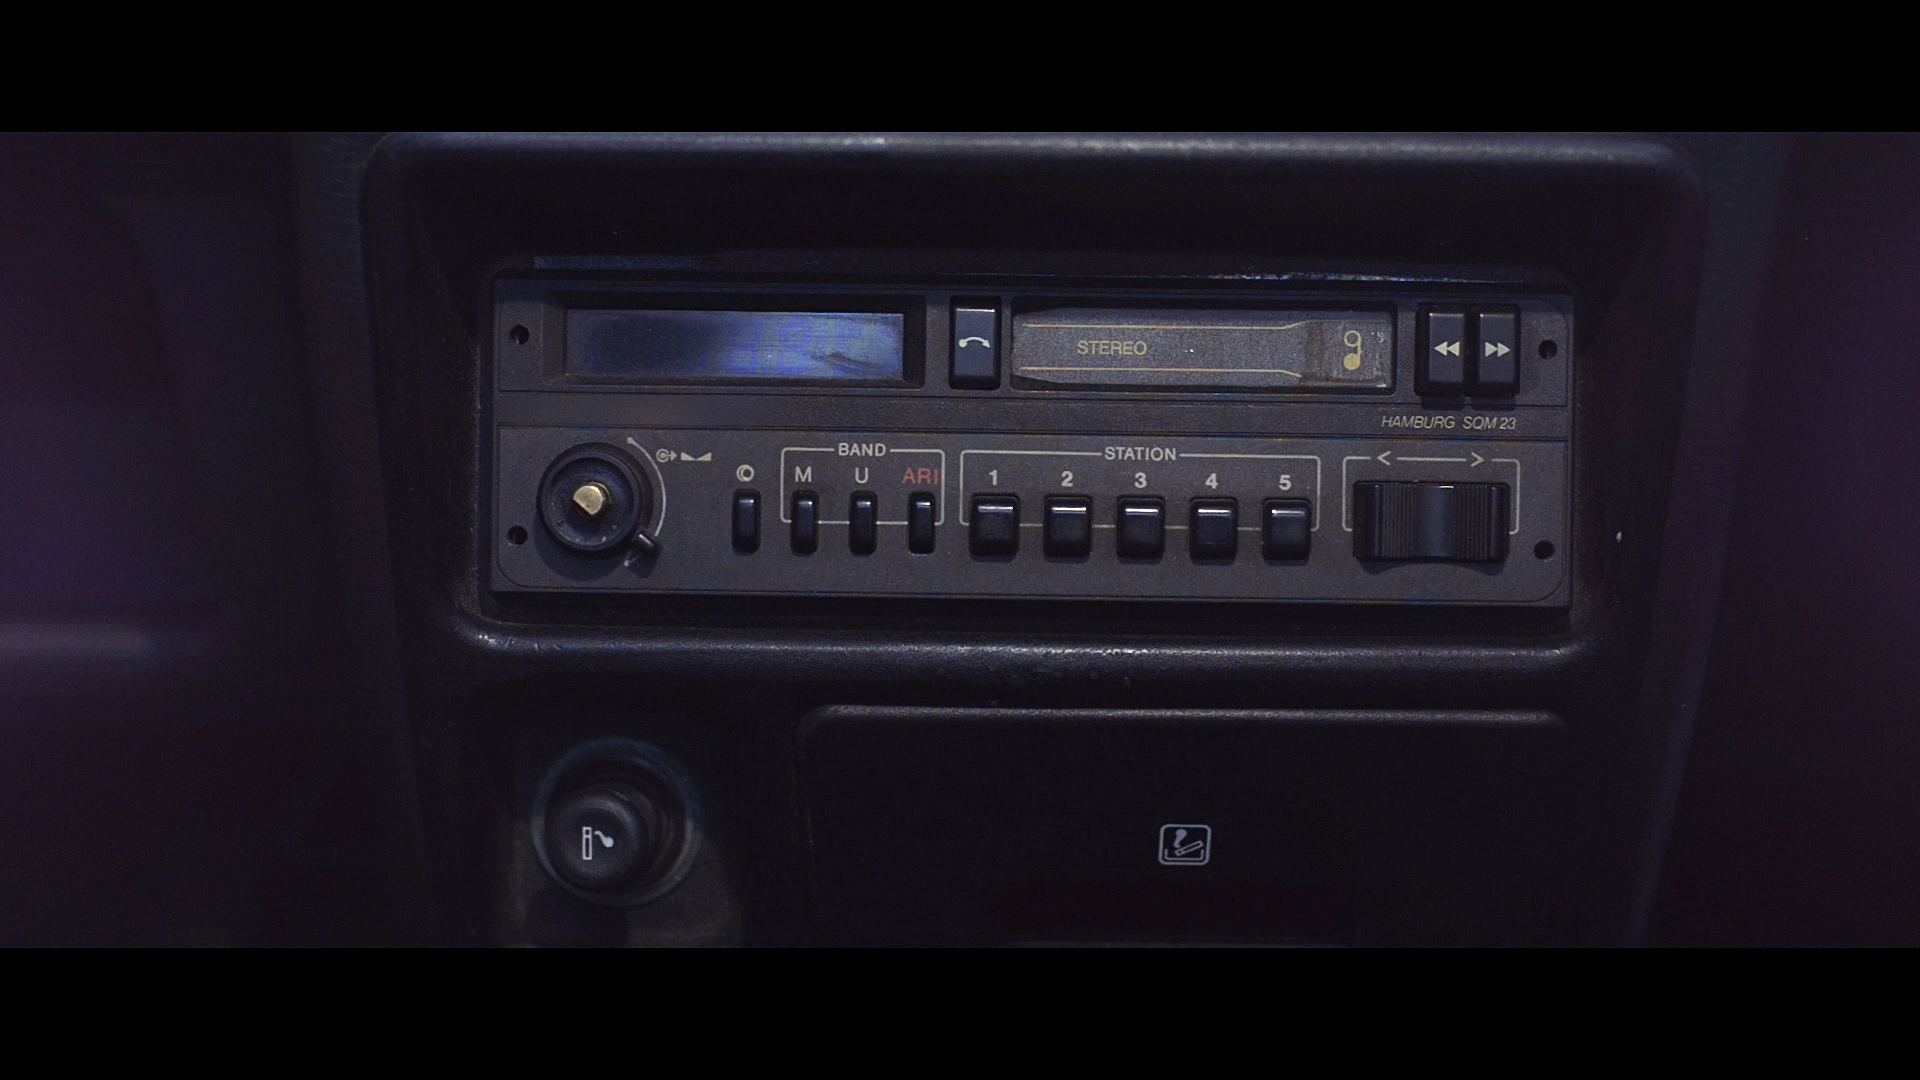 STEREO
HAMBURG SQM 23
BAND
STATION
M U ARI
1 2 3 4 5